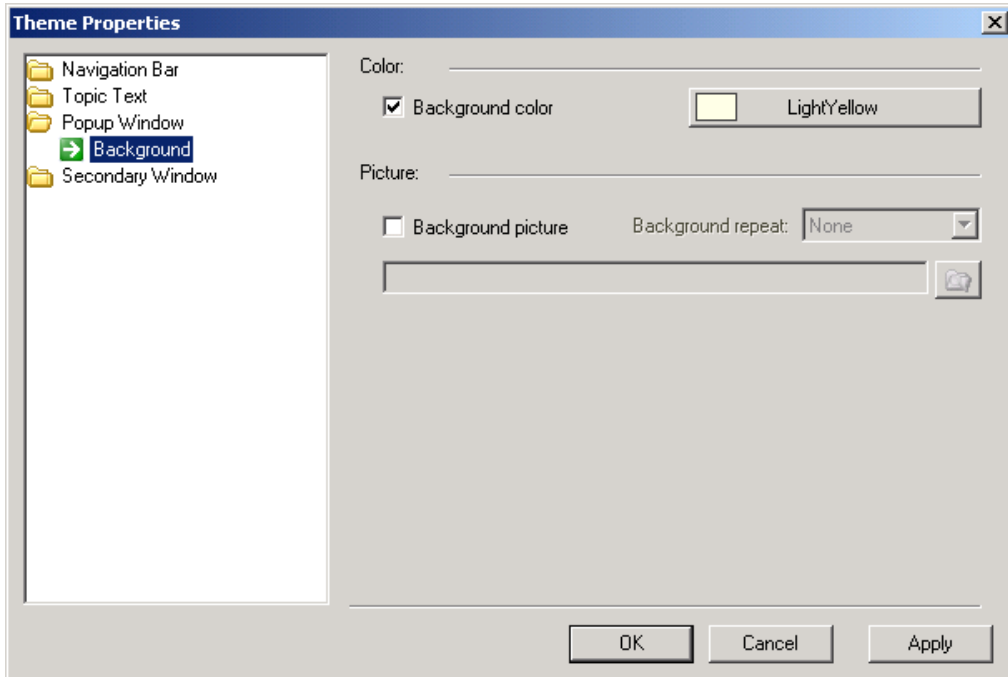 Theme Properties
Navigation Bar
Topic Text
Popup Window
Background
Secondary Window
Color:
Background color
LightYellow
Picture:
Background picture
Background repeat:
None
OK
Cancel
Apply